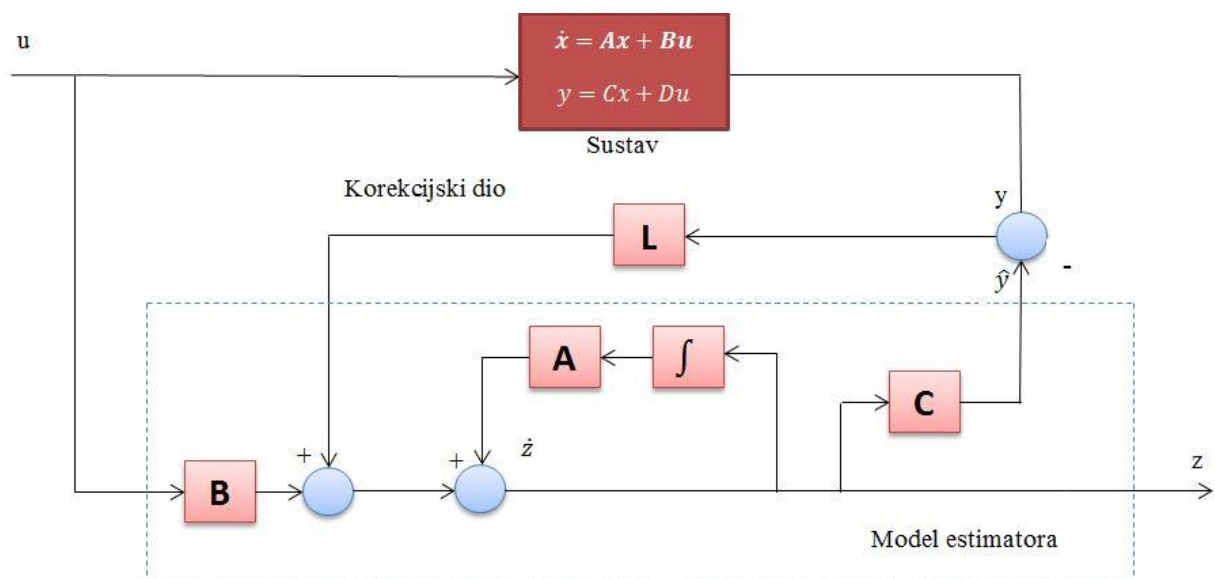 u
ẋ = Ax + Bu
y = Cx + Du
Sustav
Korekcijski dio
y
L
-
ŷ
A
∫
C
+
+
ż
z
B
Model estimatora